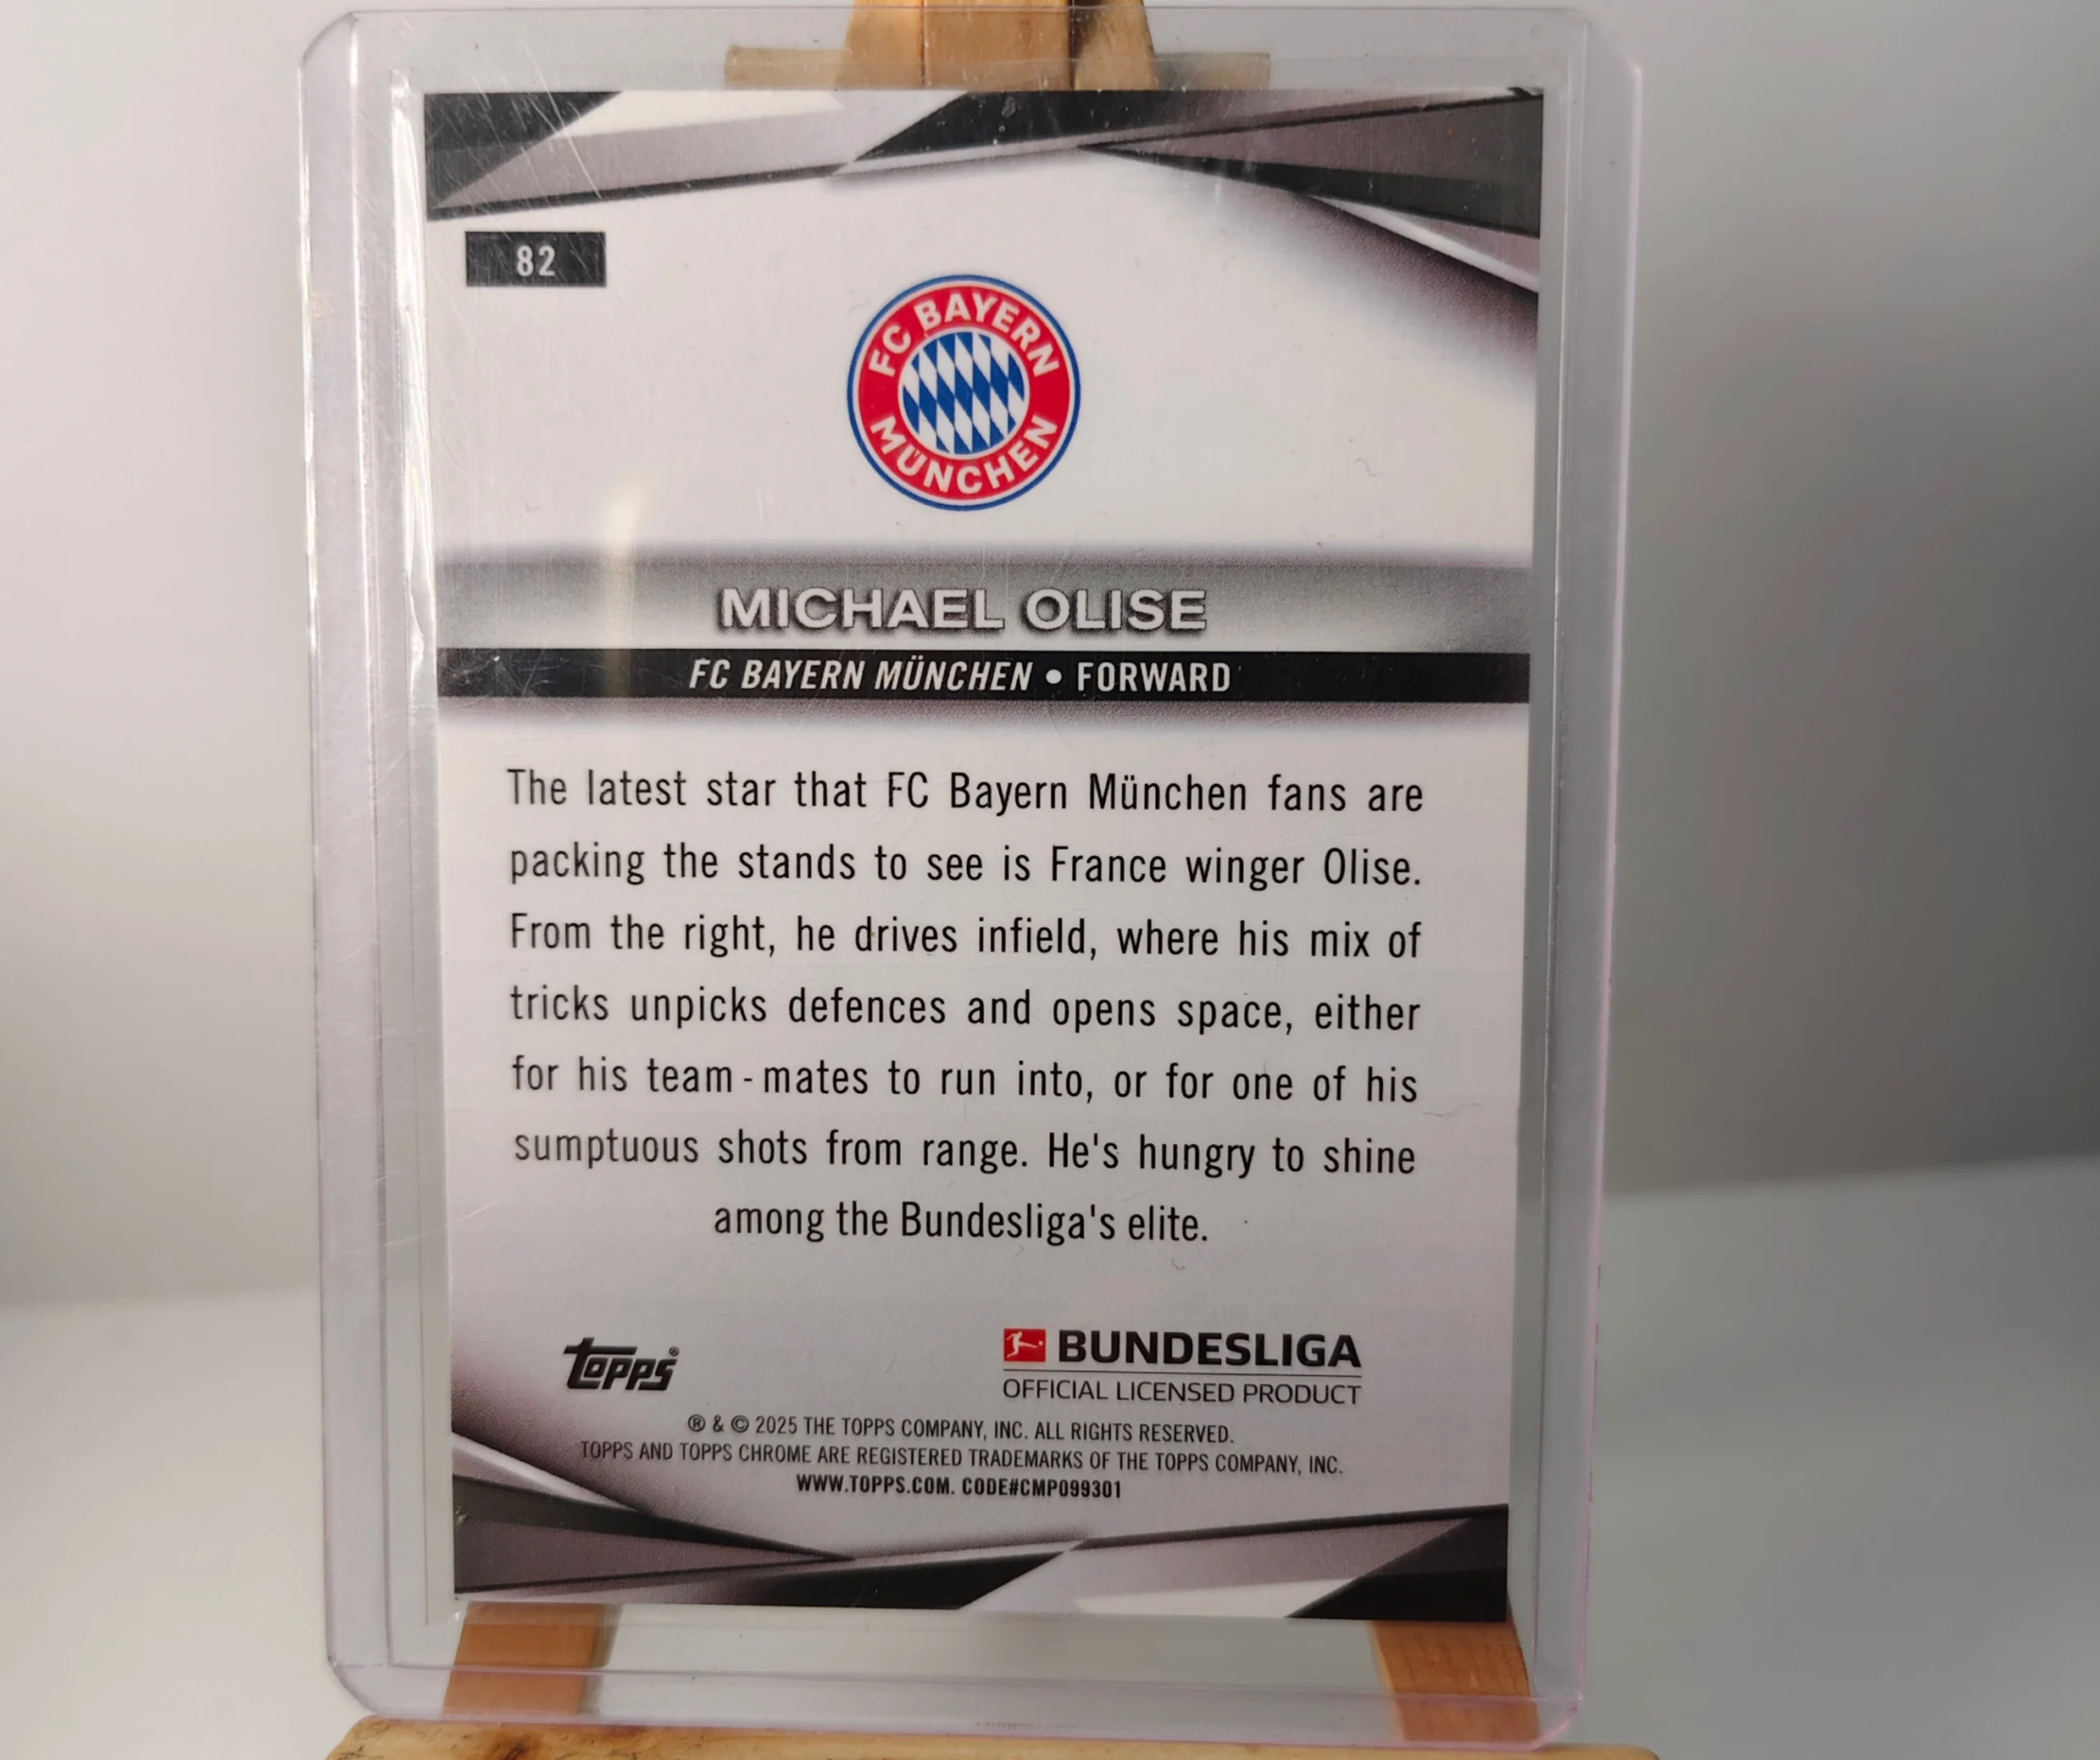 82
FC BAYERN
MÜNCHEN
MICHAEL OLISE
FC BAYERN MÜNCHEN • FORWARD
The latest star that FC Bayern München fans are
packing the stands to see is France winger Olise.
From the right, he drives infield, where his mix of
tricks unpicks defences and opens space, either
for his team-mates to run into, or for one of his
sumptuous shots from range. He's hungry to shine
among the Bundesliga's elite.
Topps®
BUNDESLIGA
OFFICIAL LICENSED PRODUCT
® & © 2025 THE TOPPS COMPANY, INC. ALL RIGHTS RESERVED.
TOPPS AND TOPPS CHROME ARE REGISTERED TRADEMARKS OF THE TOPPS COMPANY, INC.
WWW.TOPPS.COM. CODE#CMP099301